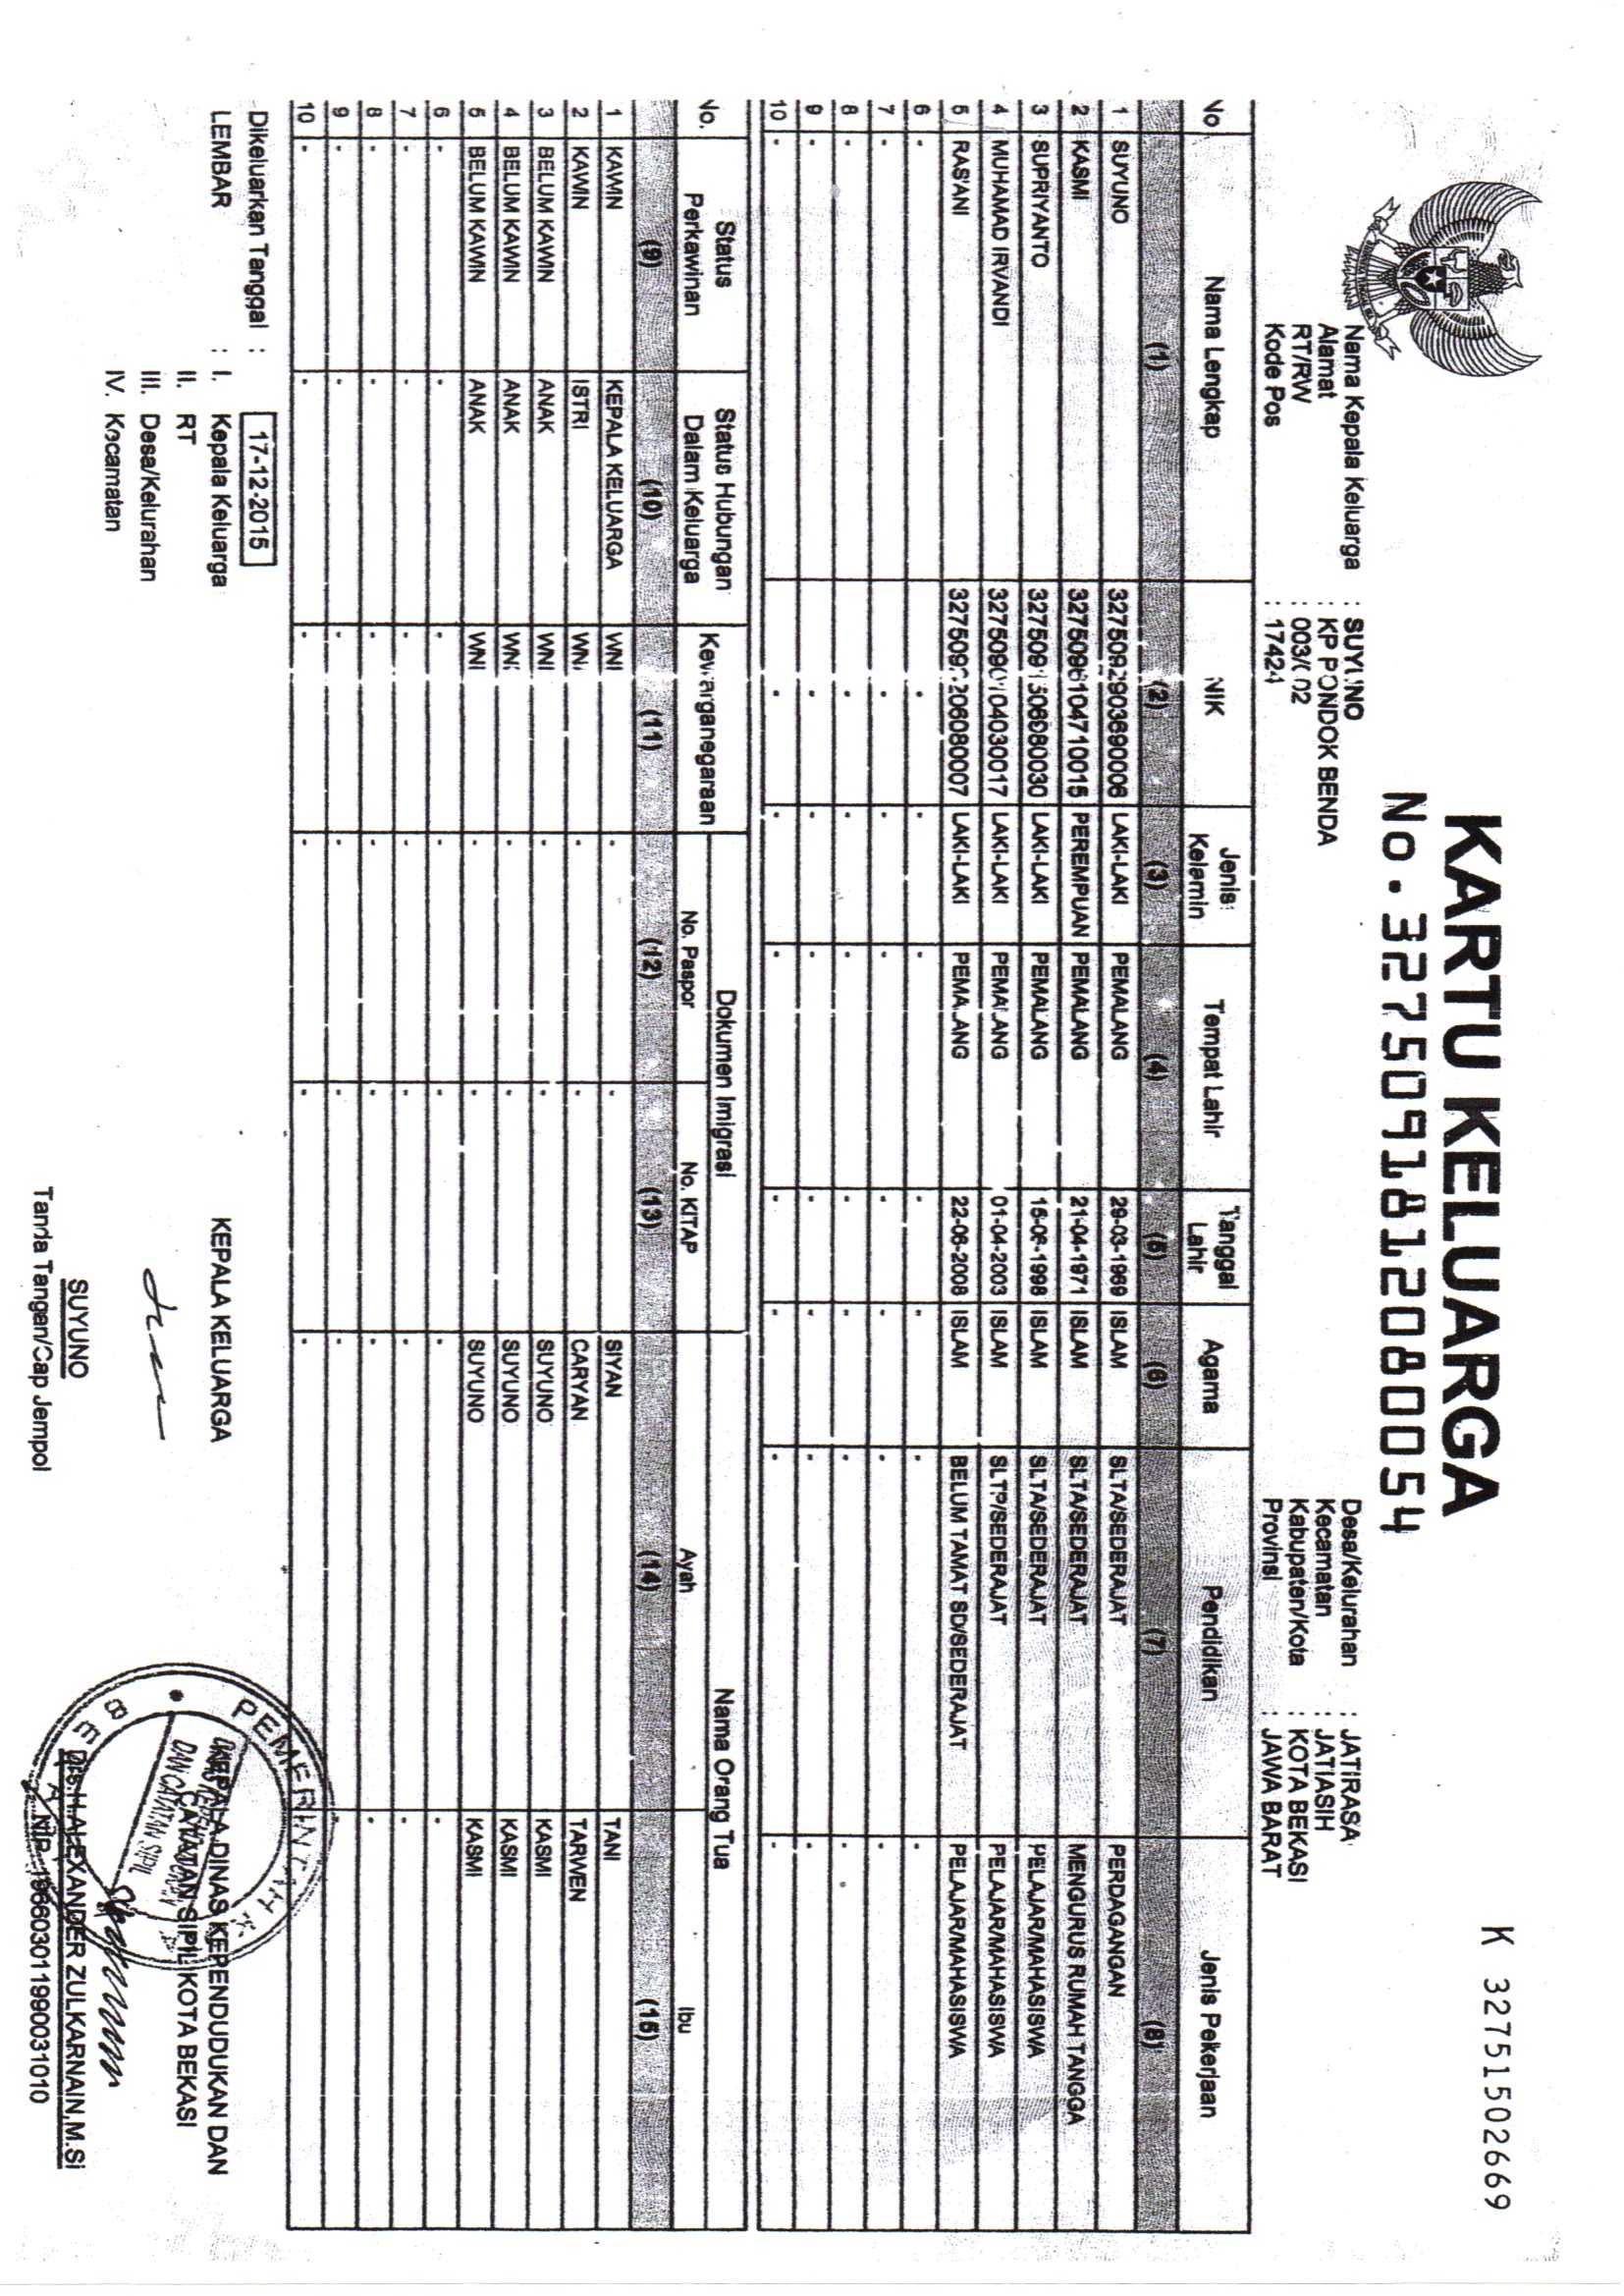 K 32751502669
KARTU KELUARGA
No.3275091812080054
Nama Kepala Keluarga : SUYUNO
Alamat : KP PONDOK BENDA
RT/RW : 003/002
Kode Pos : 17424
Desa/Kelurahan : JATIRASA
Kecamatan : JATIASIH
Kabupaten/Kota : KOTA BEKASI
Provinsi : JAWA BARAT
No Nama Lengkap NIK Jenis Kelamin Tempat Lahir Tanggal Lahir Agama Pendidikan Jenis Pekerjaan
(1) (2) (3) (4) (5) (6) (7) (8)
1 SUYUNO 3275092903690006 LAKI-LAKI PEMALANG 29-03-1969 ISLAM SLTA/SEDERAJAT PERDAGANGAN
2 KASMI 3275096104710015 PEREMPUAN PEMALANG 21-04-1971 ISLAM SLTA/SEDERAJAT MENGURUS RUMAH TANGGA
3 SUPRIYANTO LAKI-LAKI PEMALANG 15-06-1998 ISLAM SLTA/SEDERAJAT PELAJAR/MAHASISWA
4 MUHAMAD IRVANDI LAKI-LAKI PEMALANG 01-04-2003 ISLAM SLTP/SEDERAJAT PELAJAR/MAHASISWA
5 RAS'ANI LAKI-LAKI PEMALANG 22-06-2008 ISLAM BELUM TAMAT SD/SEDERAJAT PELAJAR/MAHASISWA
6 - - - - - - - -
7 - - - - - - - -
8 - - - - - - - -
9 - - - - - - - -
10 - - - - - - - -
No. Status Perkawinan Status Hubungan Dalam Keluarga Kewarganegaraan Dokumen Imigrasi Nama Orang Tua
No. Paspor No. KITAP Ayah Ibu
(9) (10) (11) (12) (13) (14) (15)
1 KAWIN KEPALA KELUARGA WNI - - SIYAN TANI
2 KAWIN ISTRI WNI - - CARYAN TARWEN
3 BELUM KAWIN ANAK WNI - - SUYUNO KASMI
4 BELUM KAWIN ANAK WNI - - SUYUNO KASMI
5 BELUM KAWIN ANAK WNI - - SUYUNO KASMI
6 - - - - - - -
7 - - - - - - -
8 - - - - - - -
9 - - - - - - -
10 - - - - - -
Dikeluarkan Tanggal : 17-12-2015
LEMBAR : I. Kepala Keluarga
II. RT
III. Desa/Kelurahan
IV. Kecamatan
KEPALA KELUARGA
SUYUNO
Tanda Tangan/Cap Jempol
KEPALA DINAS KEPENDUDUKAN DAN
CATATAN SIPIL KOTA BEKASI
PEMERINTAH KOTA
DINAS KEPENDUDUKAN
DAN CATATAN SIPIL
BEKASI
Drs.H.ALEXANDER ZULKARNAIN,M.Si
NIP. 196603011990031010